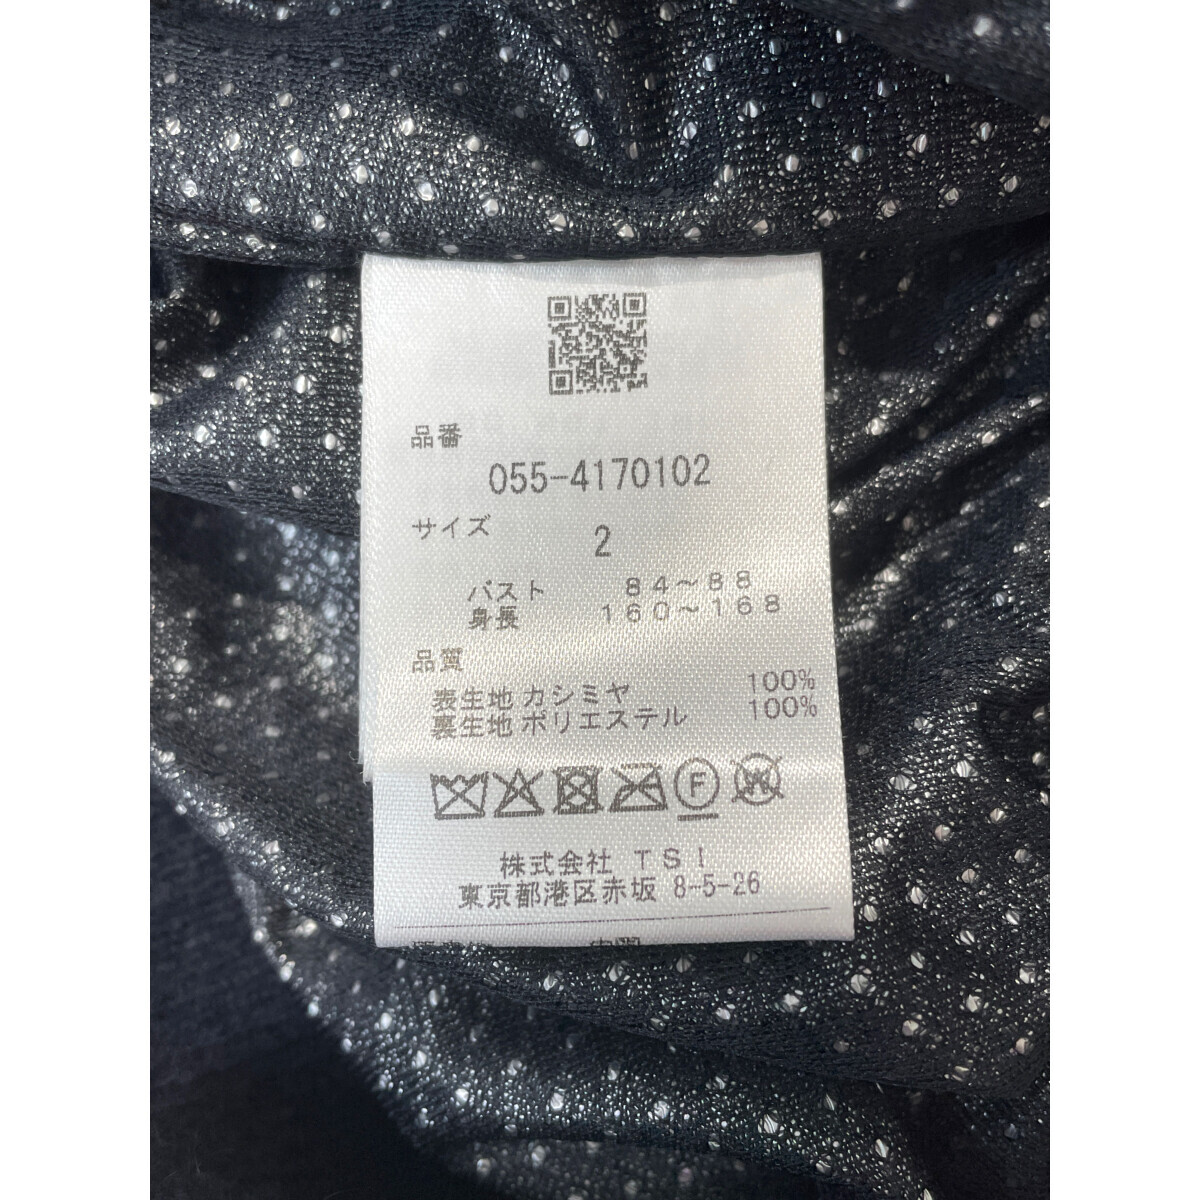 品番
055-4170102
サイズ
2
バスト 84～88
身長 160～168
品質
表生地 カシミヤ 100%
裏生地 ポリエステル 100%
F
W
株式会社 TSI
東京都港区赤坂 8-5-26